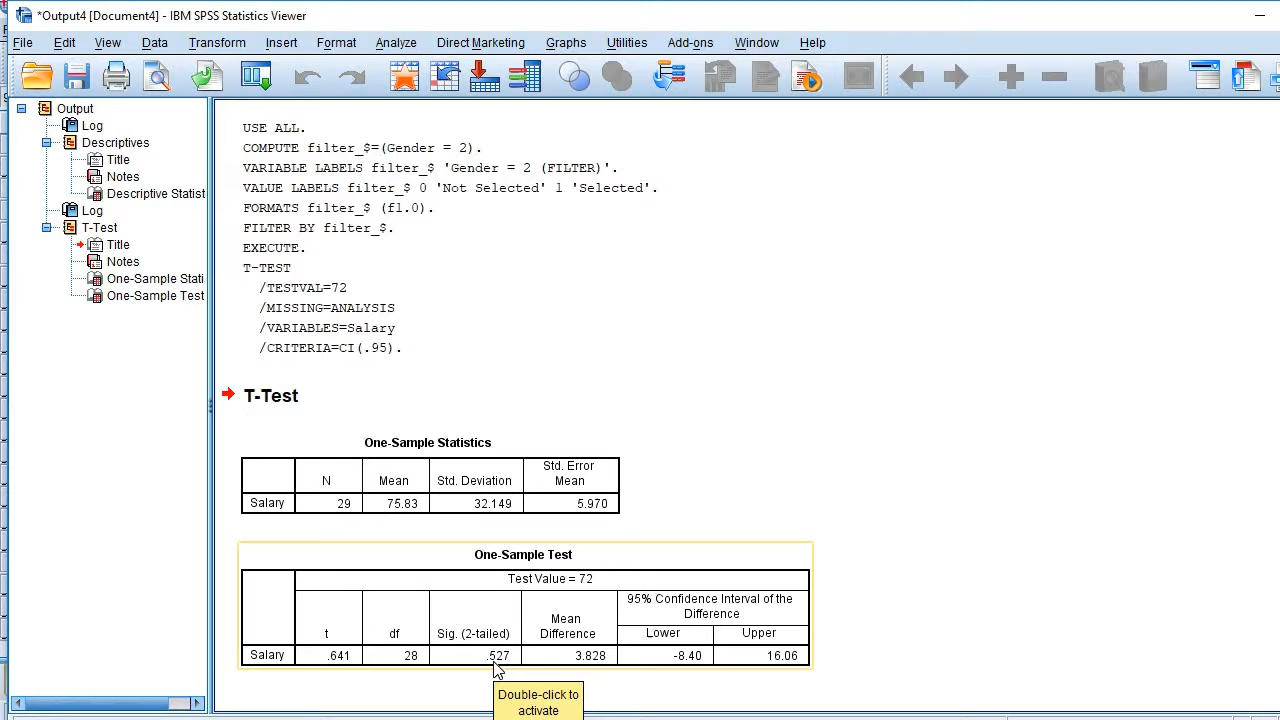 *Output4 [Document4] - IBM SPSS Statistics Viewer
File Edit View Data Transform Insert Format Analyze Direct Marketing Graphs Utilities Add-ons Window Help
Output
Log
Descriptives
Title
Notes
Descriptive Statist
Log
T-Test
Title
Notes
One-Sample Stati
One-Sample Test
USE ALL.
COMPUTE filter_$=(Gender = 2).
VARIABLE LABELS filter_$ 'Gender = 2 (FILTER)'.
VALUE LABELS filter_$ 0 'Not Selected' 1 'Selected'.
FORMATS filter_$ (f1.0).
FILTER BY filter_$.
EXECUTE.
T-TEST
/TESTVAL=72
/MISSING=ANALYSIS
/VARIABLES=Salary
/CRITERIA=CI(.95).
T-Test
One-Sample Statistics
N Mean Std. Deviation Std. Error Mean
Salary 29 75.83 32.149 5.970
One-Sample Test
Test Value = 72
t df Sig. (2-tailed) Mean Difference 95% Confidence Interval of the Difference
Lower Upper
Salary .641 28 .527 3.828 -8.40 16.06
Double-click to
activate